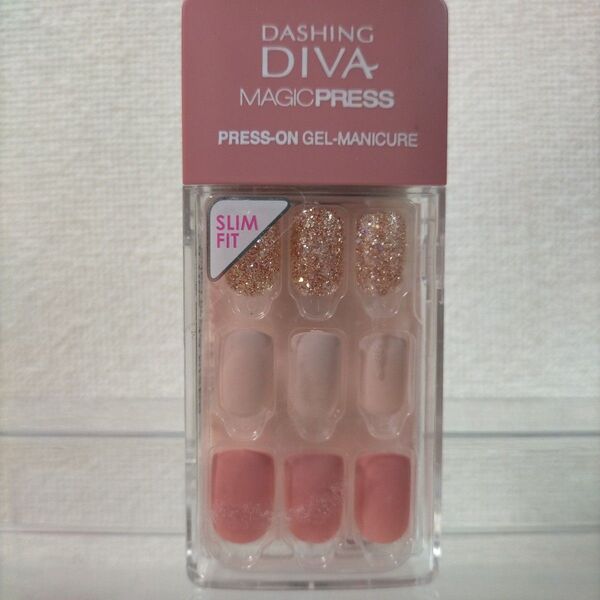 DASHING
DIVA
MAGICPRESS
PRESS-ON GEL-MANICURE
SLIM
FIT